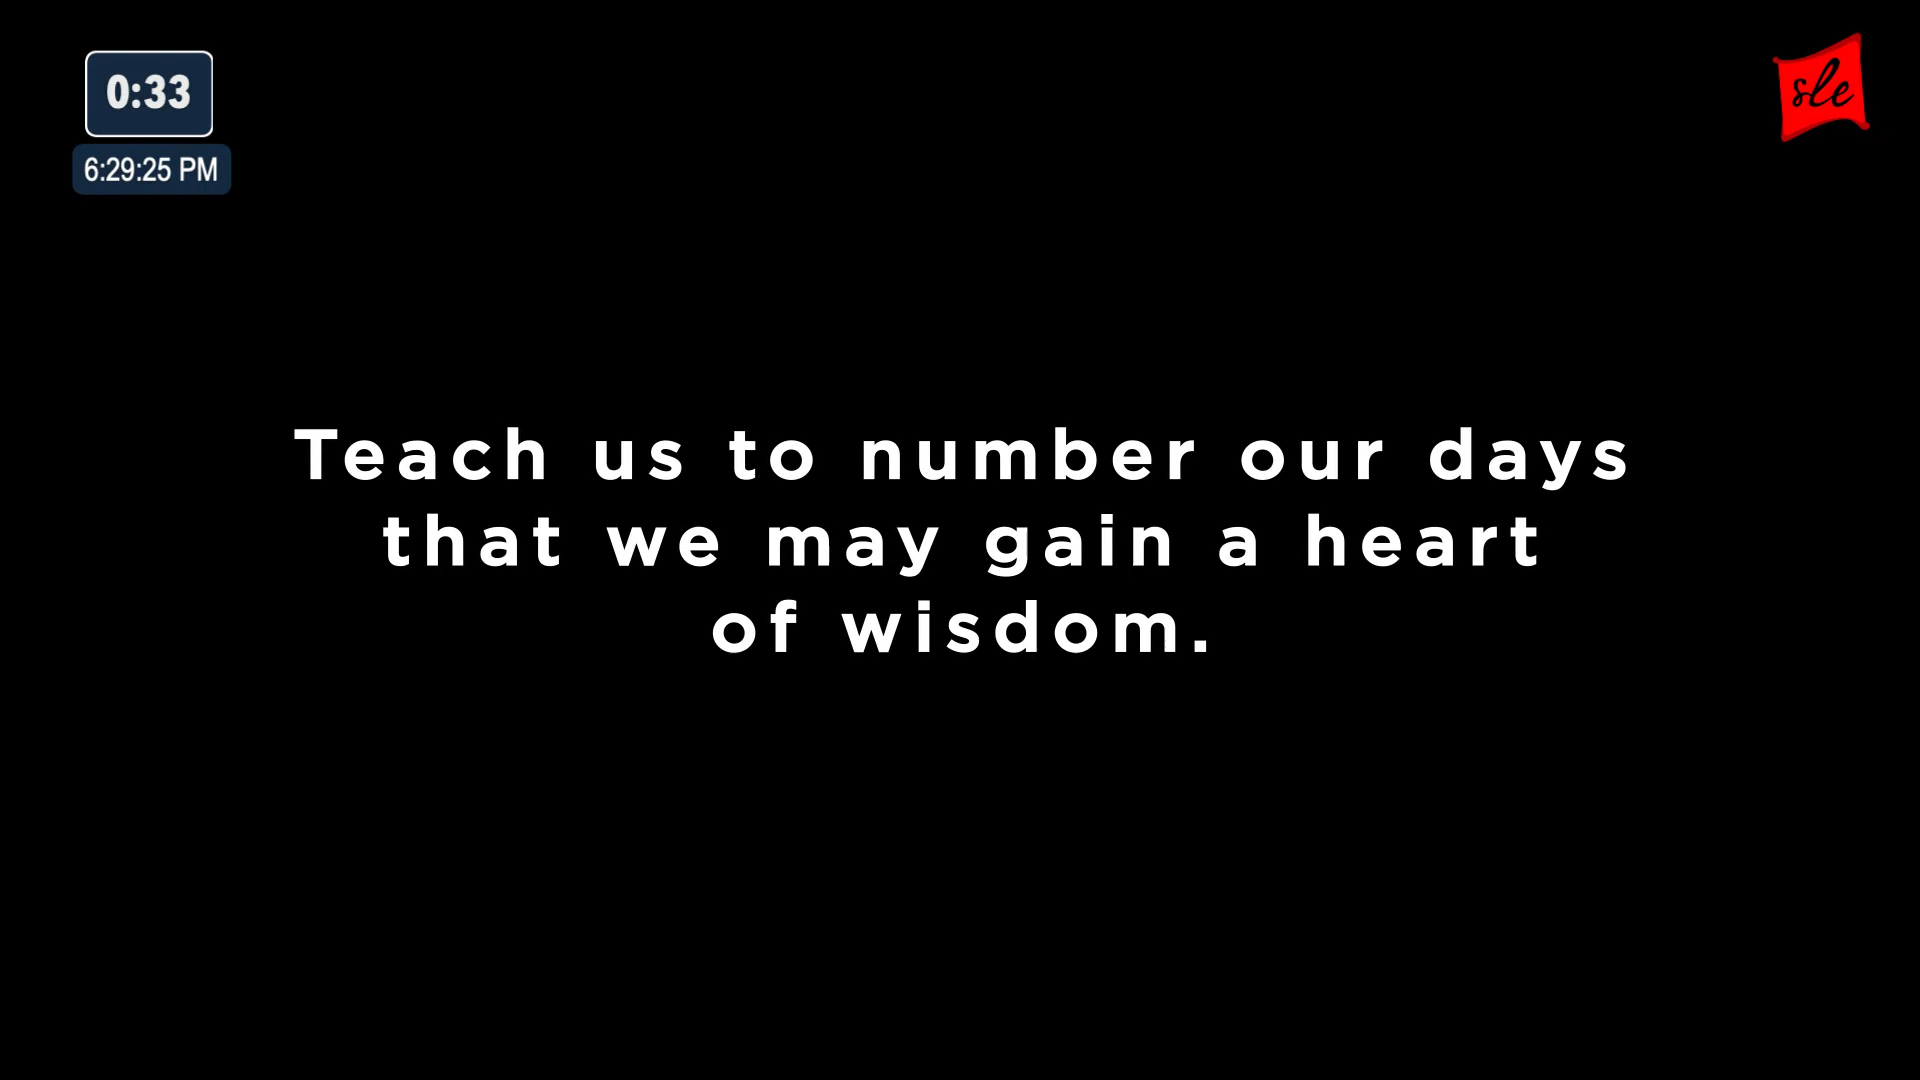 0:33
6:29:25 PM
sle
Teach us to number our days
that we may gain a heart
of wisdom.